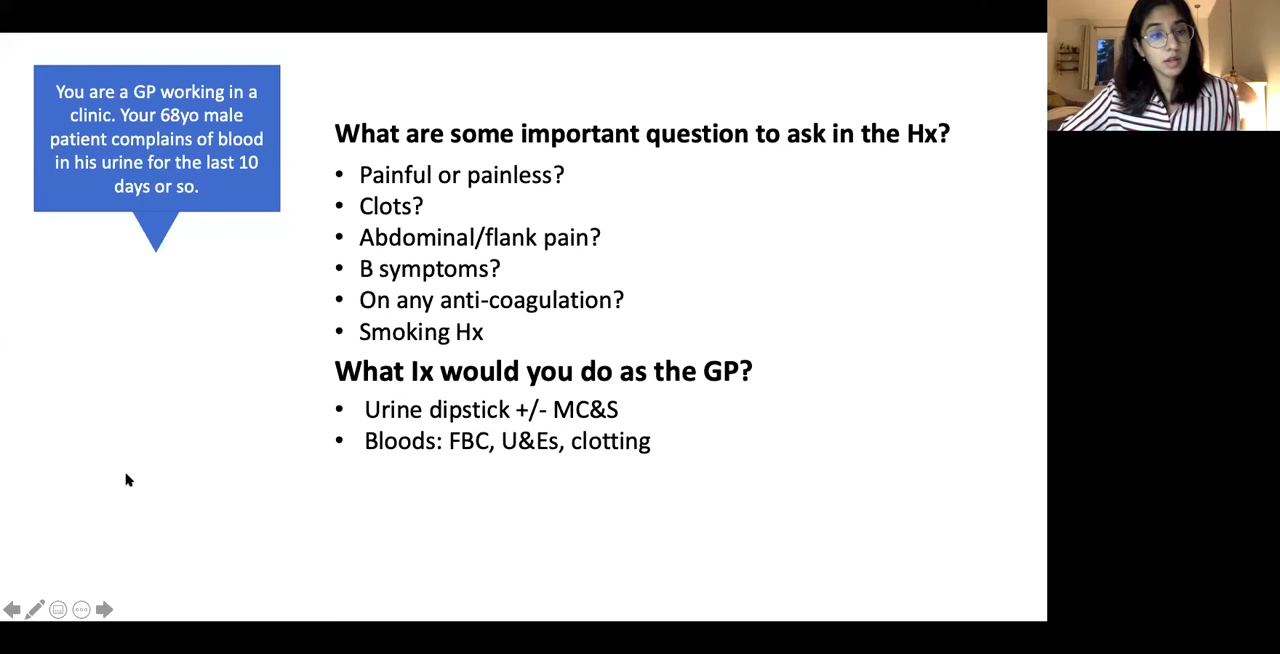 You are a GP working in a
clinic. Your 68yo male
patient complains of blood
in his urine for the last 10
days or so.
What are some important question to ask in the Hx?
• Painful or painless?
• Clots?
• Abdominal/flank pain?
• B symptoms?
• On any anti-coagulation?
• Smoking Hx
What Ix would you do as the GP?
• Urine dipstick +/- MC&S
• Bloods: FBC, U&Es, clotting